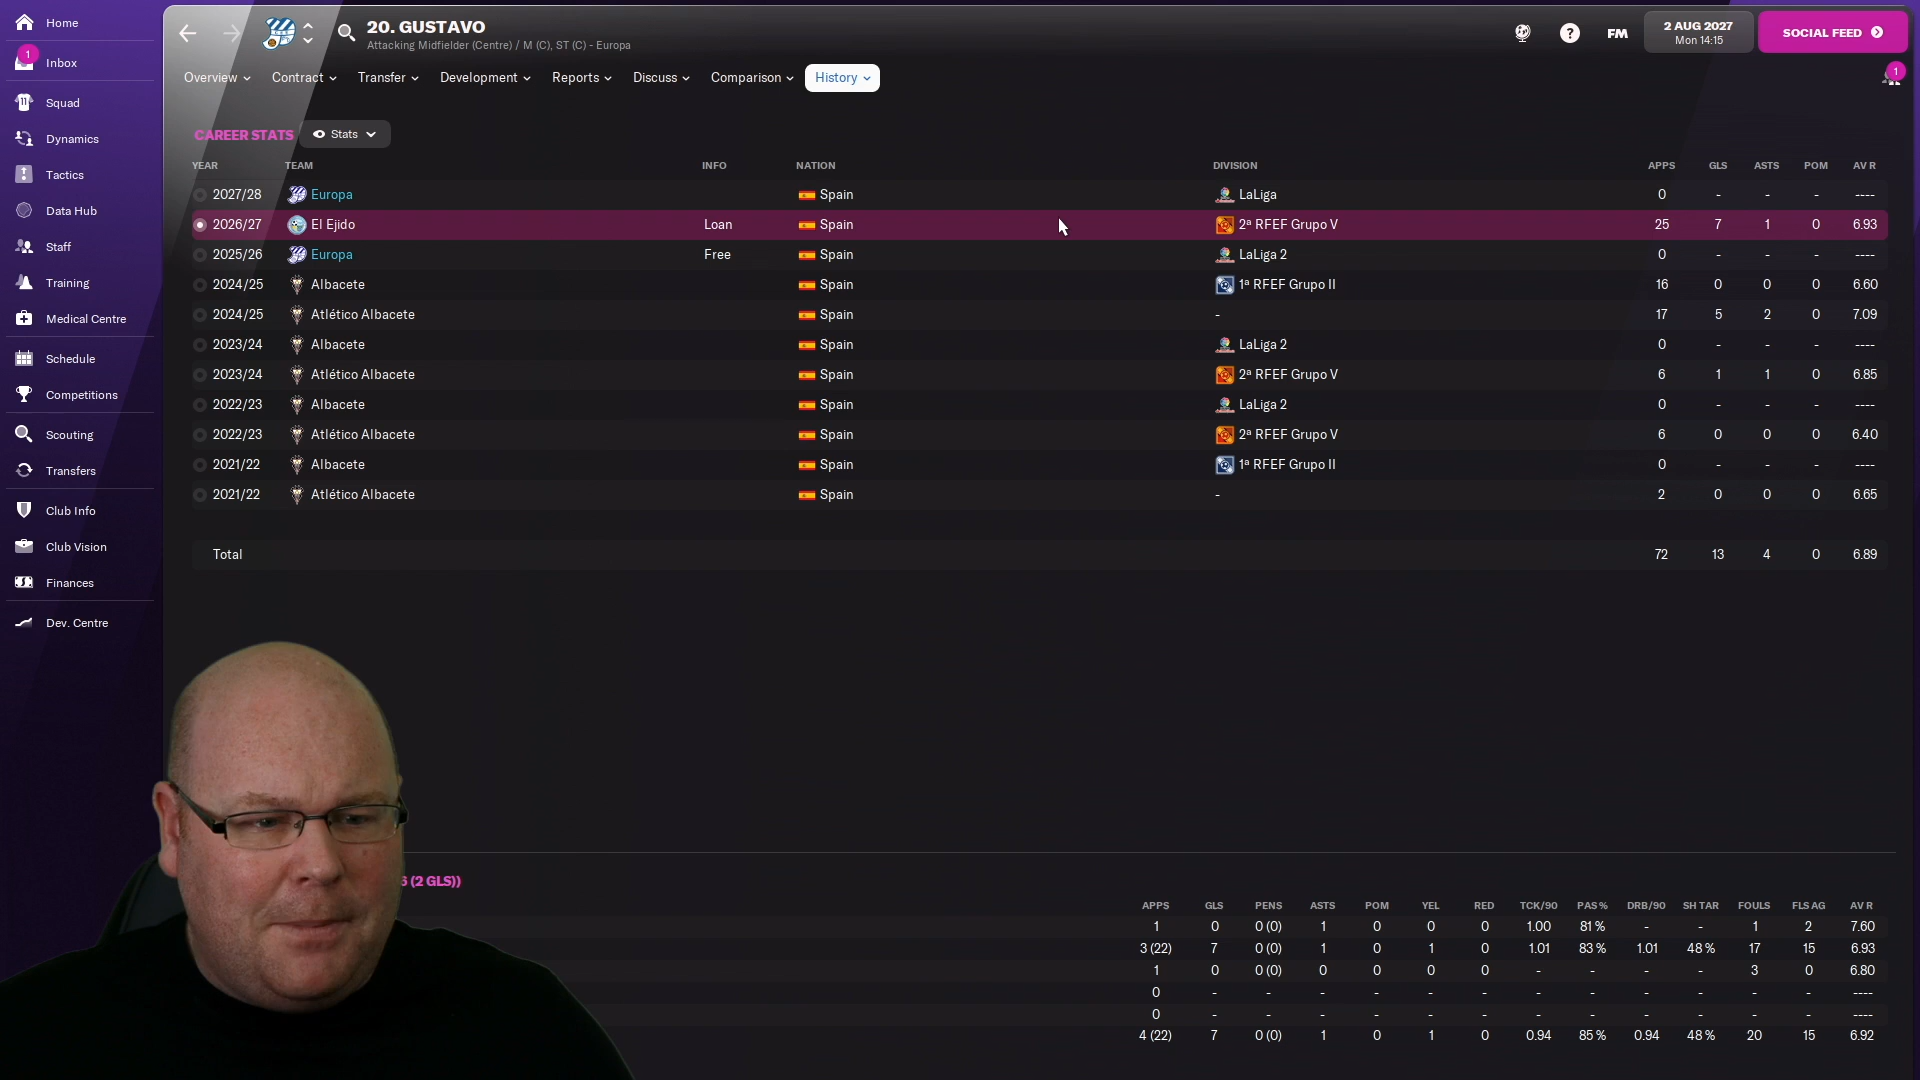 Home
20. GUSTAVO
Attacking Midfielder (Centre) / M (C), ST (C) - Europa
FM
2 AUG 2027
Mon 14:15
SOCIAL FEED
1
Inbox
Overview Contract Transfer Development Reports Discuss Comparison History
1
Squad
Dynamics
Tactics
Data Hub
Staff
Training
Medical Centre
Schedule
Competitions
Scouting
Transfers
Club Info
Club Vision
Finances
Dev. Centre
CAREER STATS Stats
YEAR TEAM INFO NATION DIVISION APPS GLS ASTS POM AV R
2027/28 Europa Spain LaLiga 0 - - - ----
2026/27 El Ejido Loan Spain 2ª RFEF Grupo V 25 7 1 0 6.93
2025/26 Europa Free Spain LaLiga 2 0 - - - ----
2024/25 Albacete Spain 1ª RFEF Grupo II 16 0 0 0 6.60
2024/25 Atlético Albacete Spain - 17 5 2 0 7.09
2023/24 Albacete Spain LaLiga 2 0 - - - ----
2023/24 Atlético Albacete Spain 2ª RFEF Grupo V 6 1 1 0 6.85
2022/23 Albacete Spain LaLiga 2 0 - - - ----
2022/23 Atlético Albacete Spain 2ª RFEF Grupo V 6 0 0 0 6.40
2021/22 Albacete Spain 1ª RFEF Grupo II 0 - - - ----
2021/22 Atlético Albacete Spain - 2 0 0 0 6.65
Total 72 13 4 0 6.89
(2 GLS))
APPS GLS PENS ASTS POM YEL RED TCK/90 PAS % DRB/90 SH TAR FOULS FLS AG AV R
1 0 0 (0) 1 0 0 0 1.00 81 % - - 1 2 7.60
3 (22) 7 0 (0) 1 0 1 0 1.01 83 % 1.01 48 % 17 15 6.93
1 0 0 (0) 0 0 0 0 - - - - 3 0 6.80
0 - - - - - - - - - - - - ----
0 - - - - - - - - - - - - ----
4 (22) 7 0 (0) 1 0 1 0 0.94 85 % 0.94 48 % 20 15 6.92